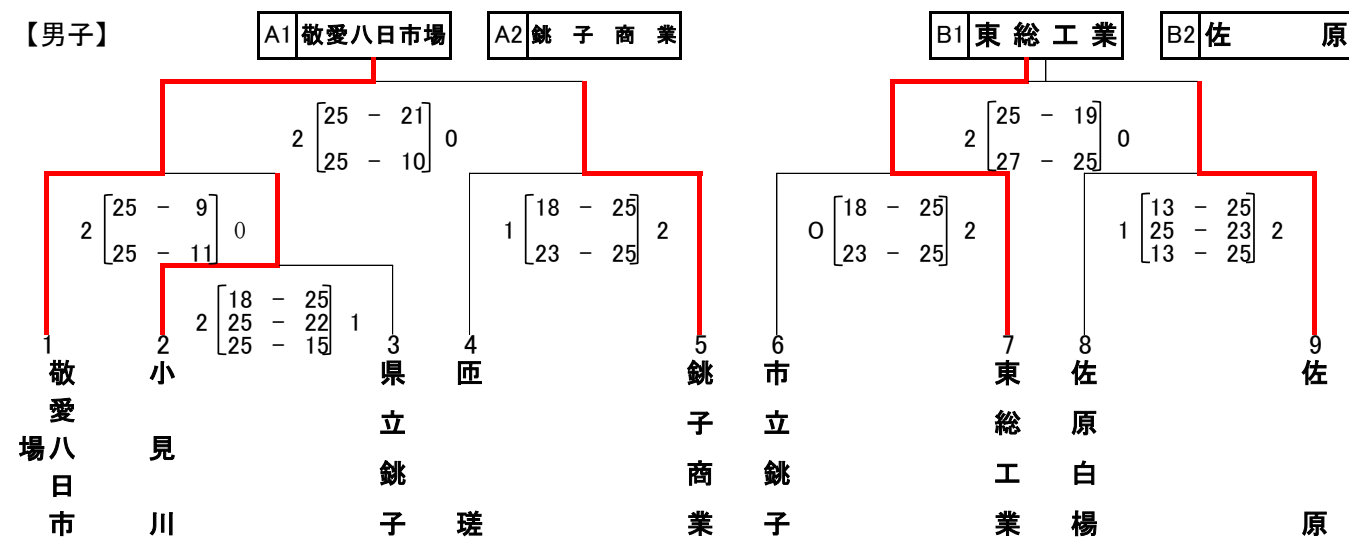 【男子】
A1 敬愛八日市場
A2 銚子商業
B1 東総工業
B2 佐原
2 25 － 21 0
25 － 10
2 25 － 19 0
27 － 25
2 25 － 9 0
25 － 11
1 18 － 25 2
23 － 25
0 18 － 25 2
23 － 25
1 13 － 25 2
25 － 23
13 － 25
2 18 － 25 1
25 － 22
25 － 15
1 敬愛八日市場
2 小見川
3 県立銚子
4 匝瑳
5 銚子商業
6 市立銚子
7 東総工業
8 佐原白楊
9 佐原